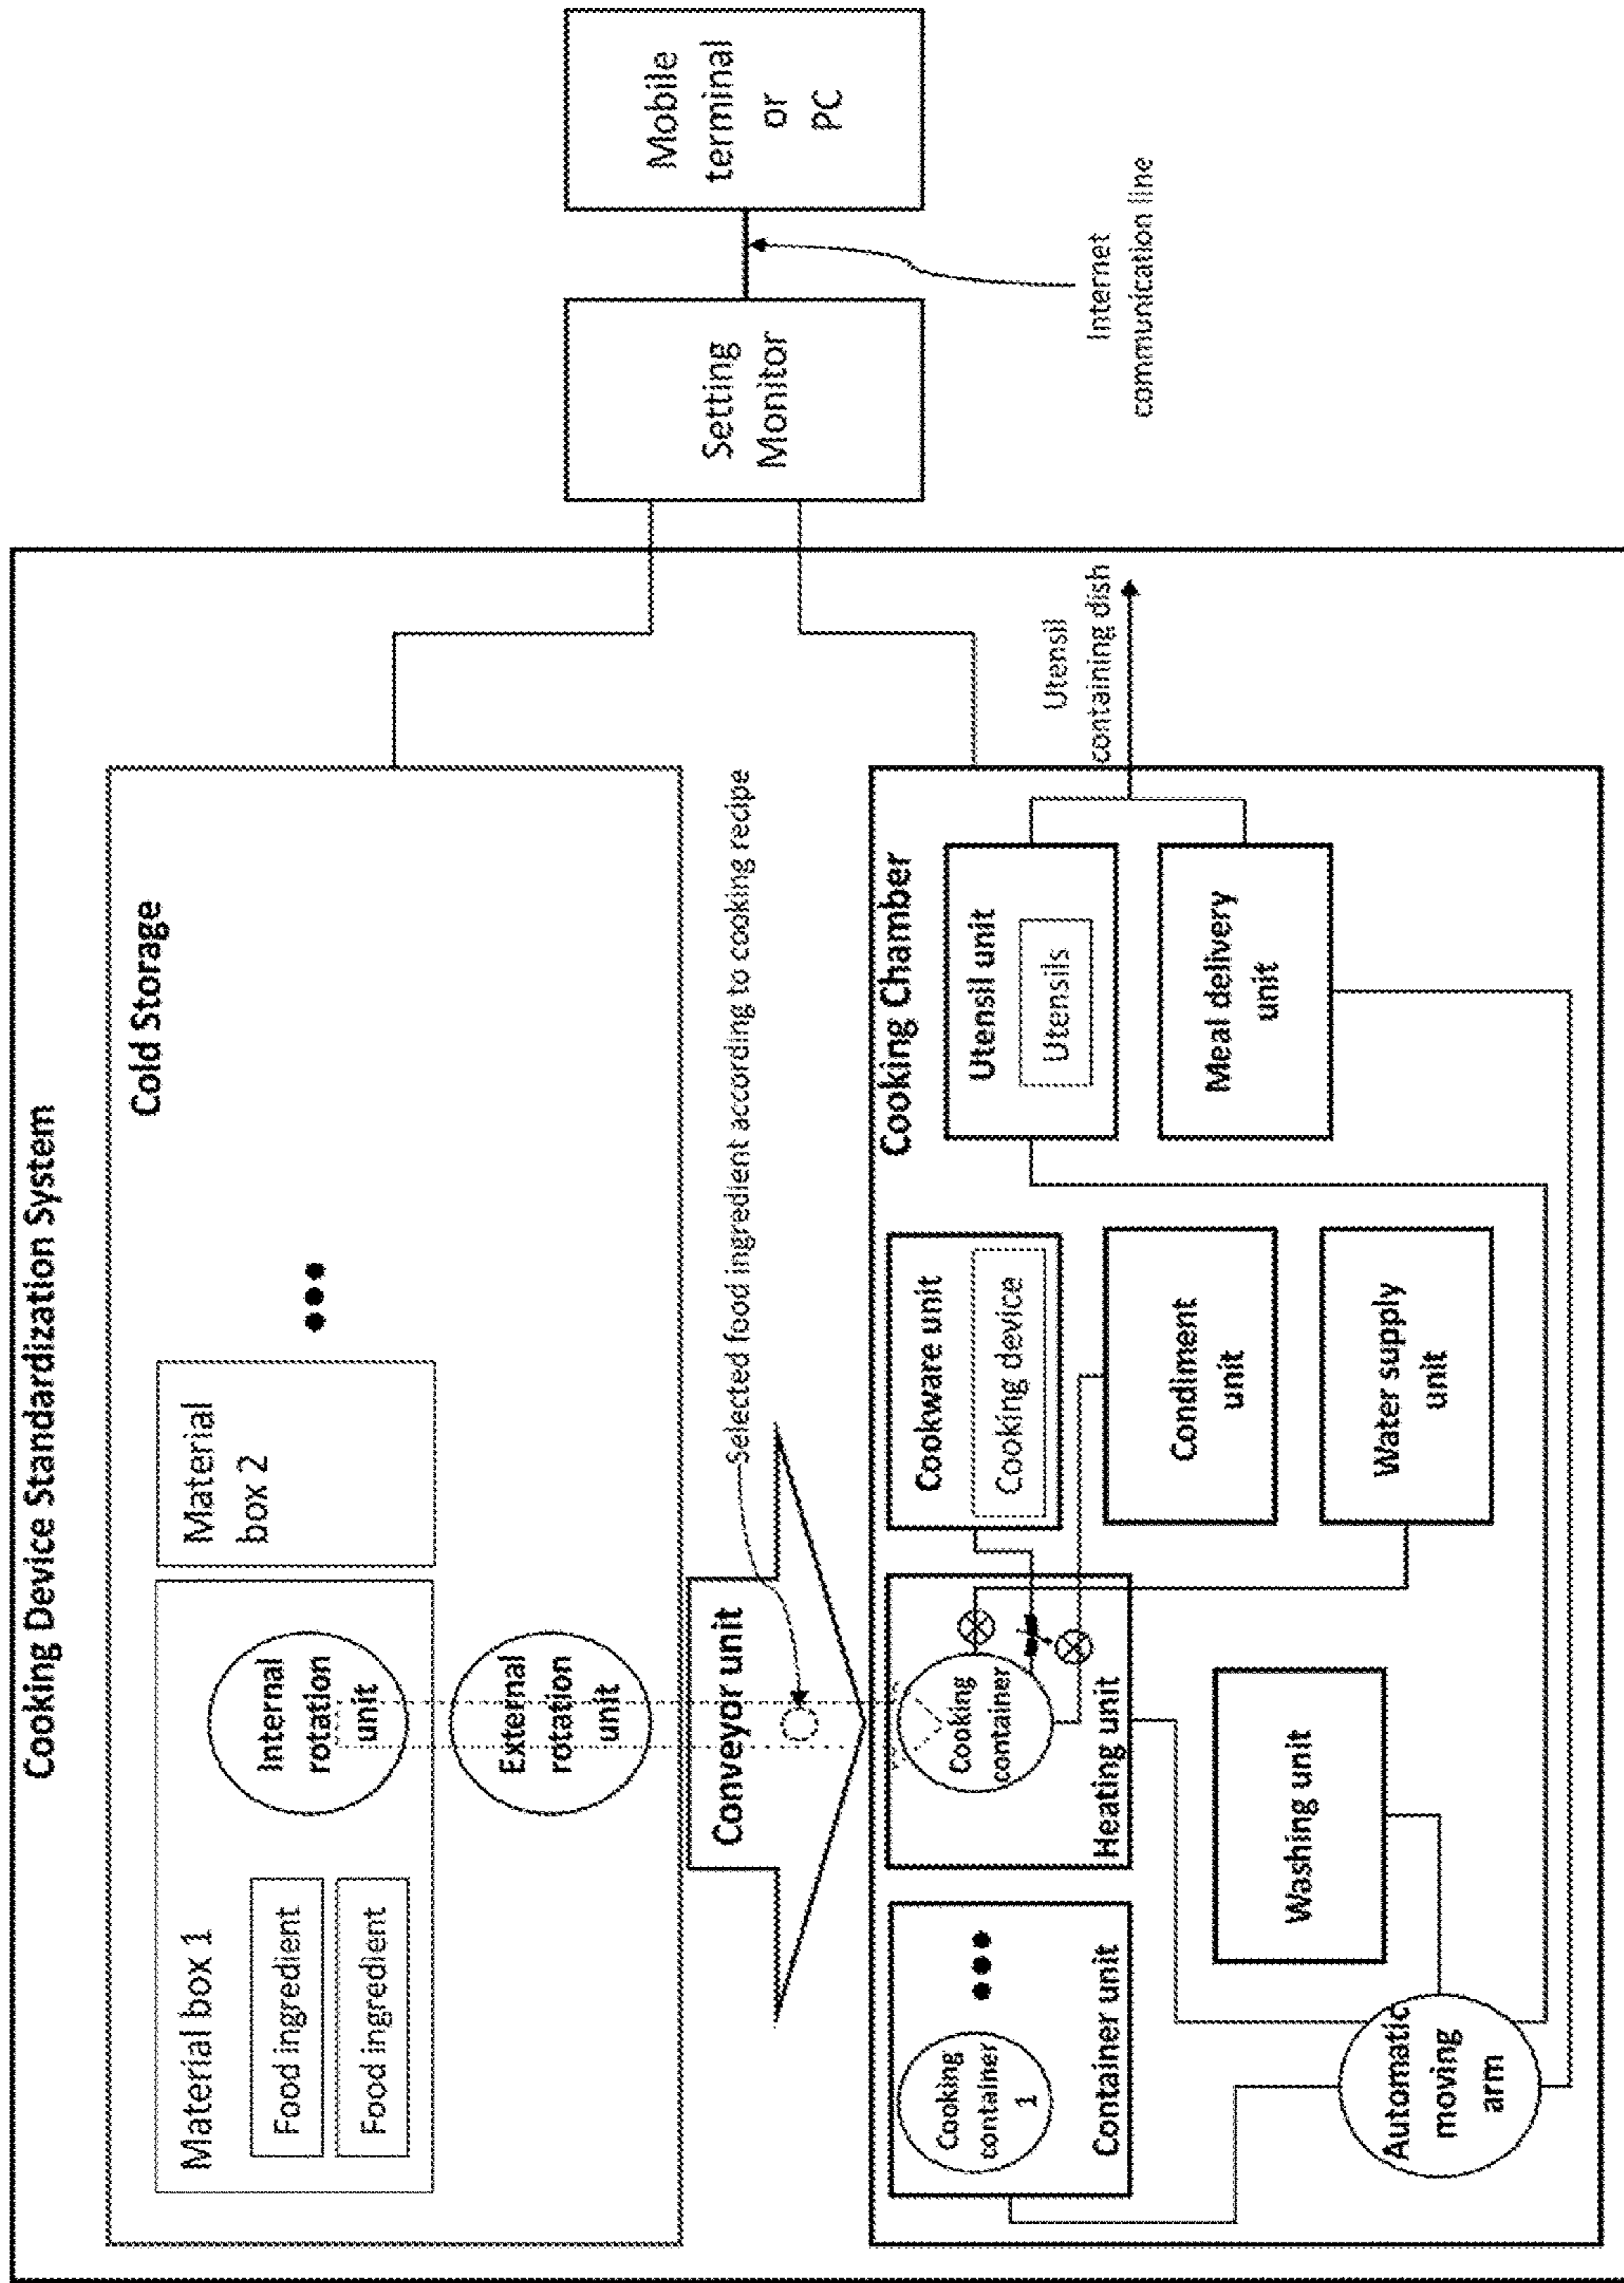 Cooking Device Standardization System
Cold Storage
Material box 1
Food ingredient
Food ingredient
Internal
rotation
unit
External
rotation
unit
Material
box 2
Conveyor unit
Selected food ingredient according to cooking recipe
Cooking Chamber
Cooking
container
1
Container unit
Cooking
container
Heating unit
Cookware unit
Cooking device
Condiment
unit
Water supply
unit
Washing unit
Automatic
moving
arm
Utensil unit
Utensils
Meal delivery
unit
Utensil
containing dish
Setting
Monitor
Mobile
terminal
or
PC
Internet
communication line